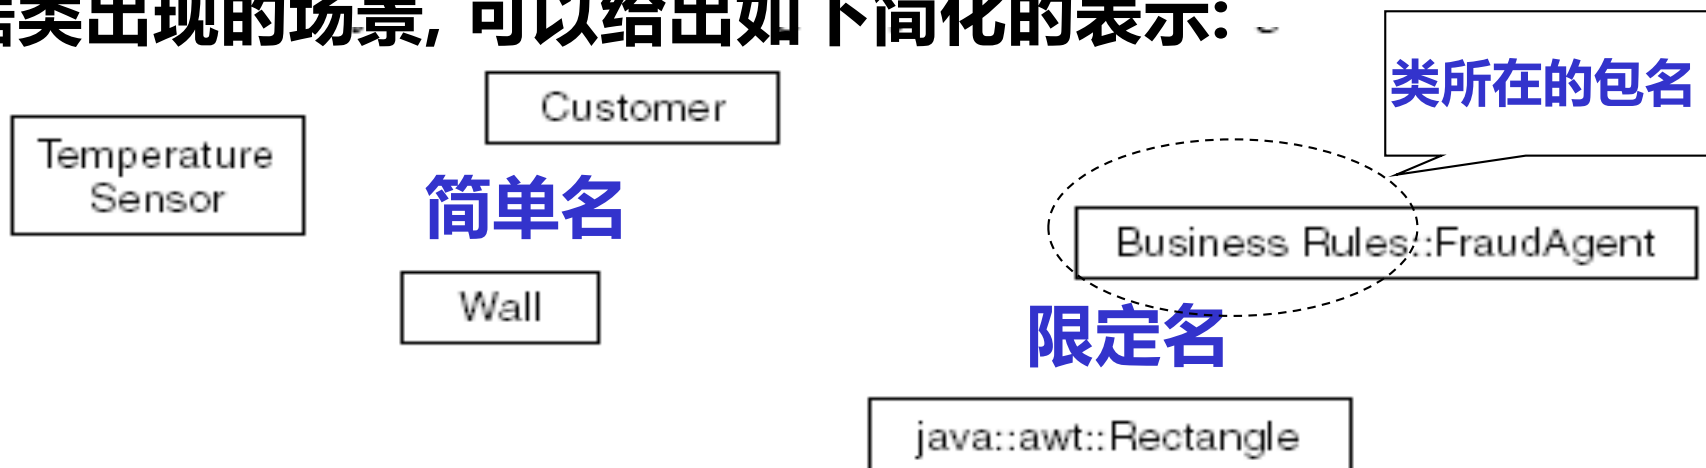 类出现的场景, 可以给出如下简化的表示:
类所在的包名
Customer
Temperature
Sensor
简单名
Business Rules::FraudAgent
Wall
限定名
java::awt::Rectangle